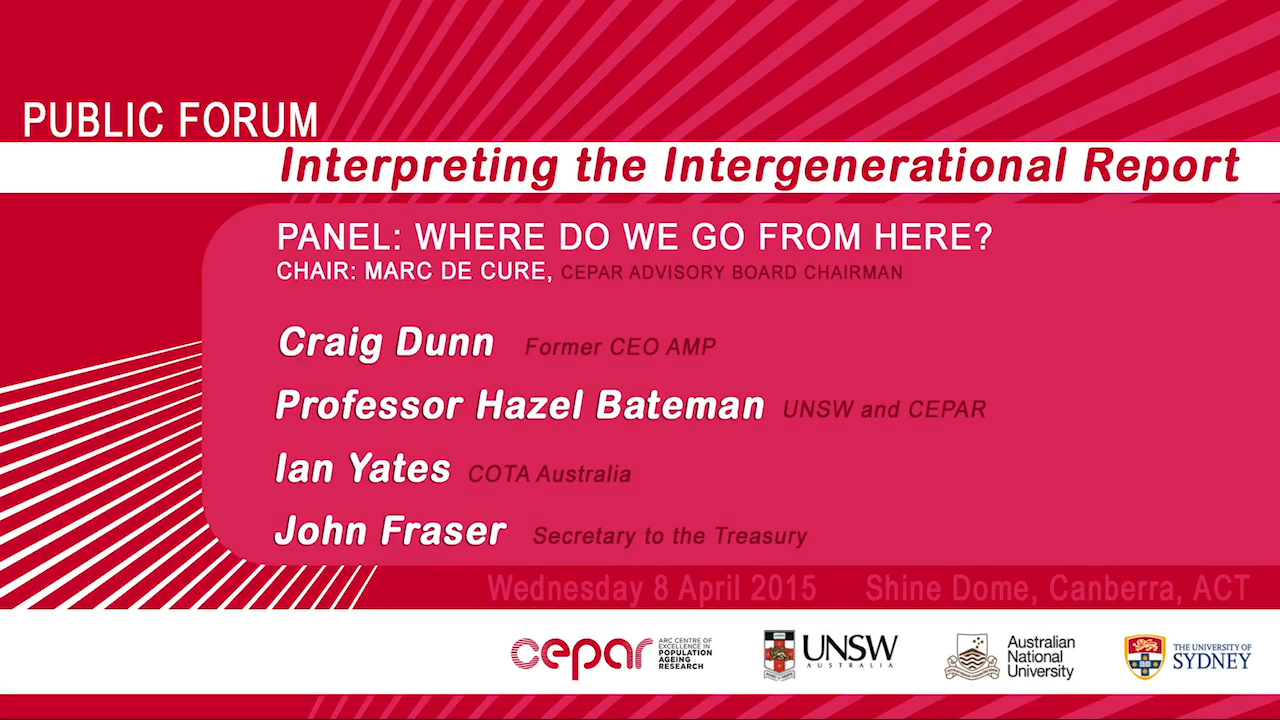 PUBLIC FORUM
Interpreting the Intergenerational Report
PANEL: WHERE DO WE GO FROM HERE?
CHAIR: MARC DE CURE, CEPAR ADVISORY BOARD CHAIRMAN
Craig Dunn Former CEO AMP
Professor Hazel Bateman UNSW and CEPAR
Ian Yates COTA Australia
John Fraser Secretary to the Treasury
Wednesday 8 April 2015 Shine Dome, Canberra, ACT
cepar
ARC CENTRE OF
EXCELLENCE IN
POPULATION
AGEING
RESEARCH
UNSW
AUSTRALIA
Australian
National
University
THE UNIVERSITY OF
SYDNEY